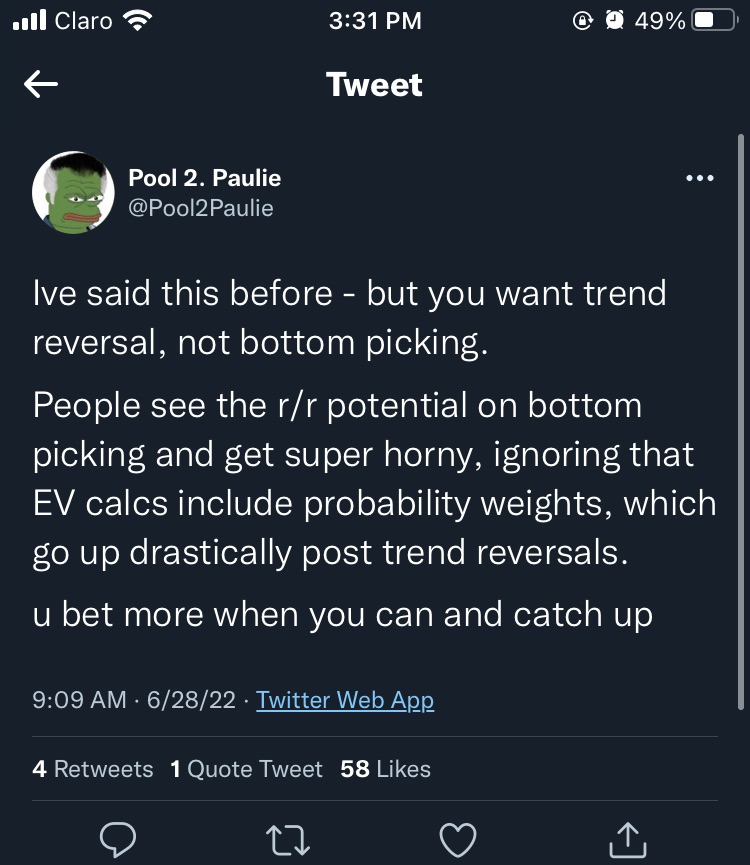 Claro 3:31 PM 49%
Tweet
Pool 2. Paulie
@Pool2Paulie
Ive said this before - but you want trend
reversal, not bottom picking.
People see the r/r potential on bottom
picking and get super horny, ignoring that
EV calcs include probability weights, which
go up drastically post trend reversals.
u bet more when you can and catch up
9:09 AM · 6/28/22 · Twitter Web App
4 Retweets 1 Quote Tweet 58 Likes